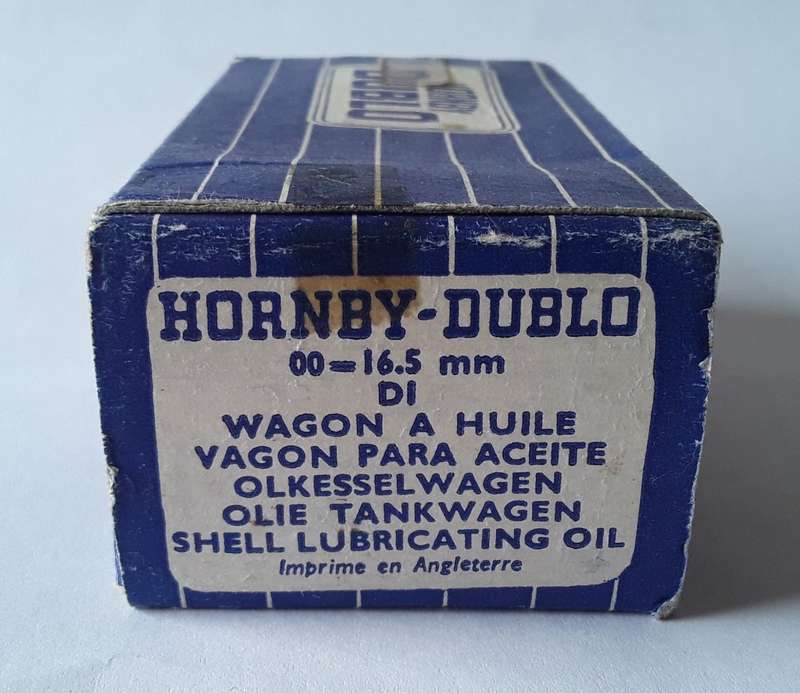 HORNBY-DUBLO
00=16.5 mm
D1
WAGON A HUILE
VAGON PARA ACEITE
OLKESSELWAGEN
OLIE TANKWAGEN
SHELL LUBRICATING OIL
Imprime en Angleterre